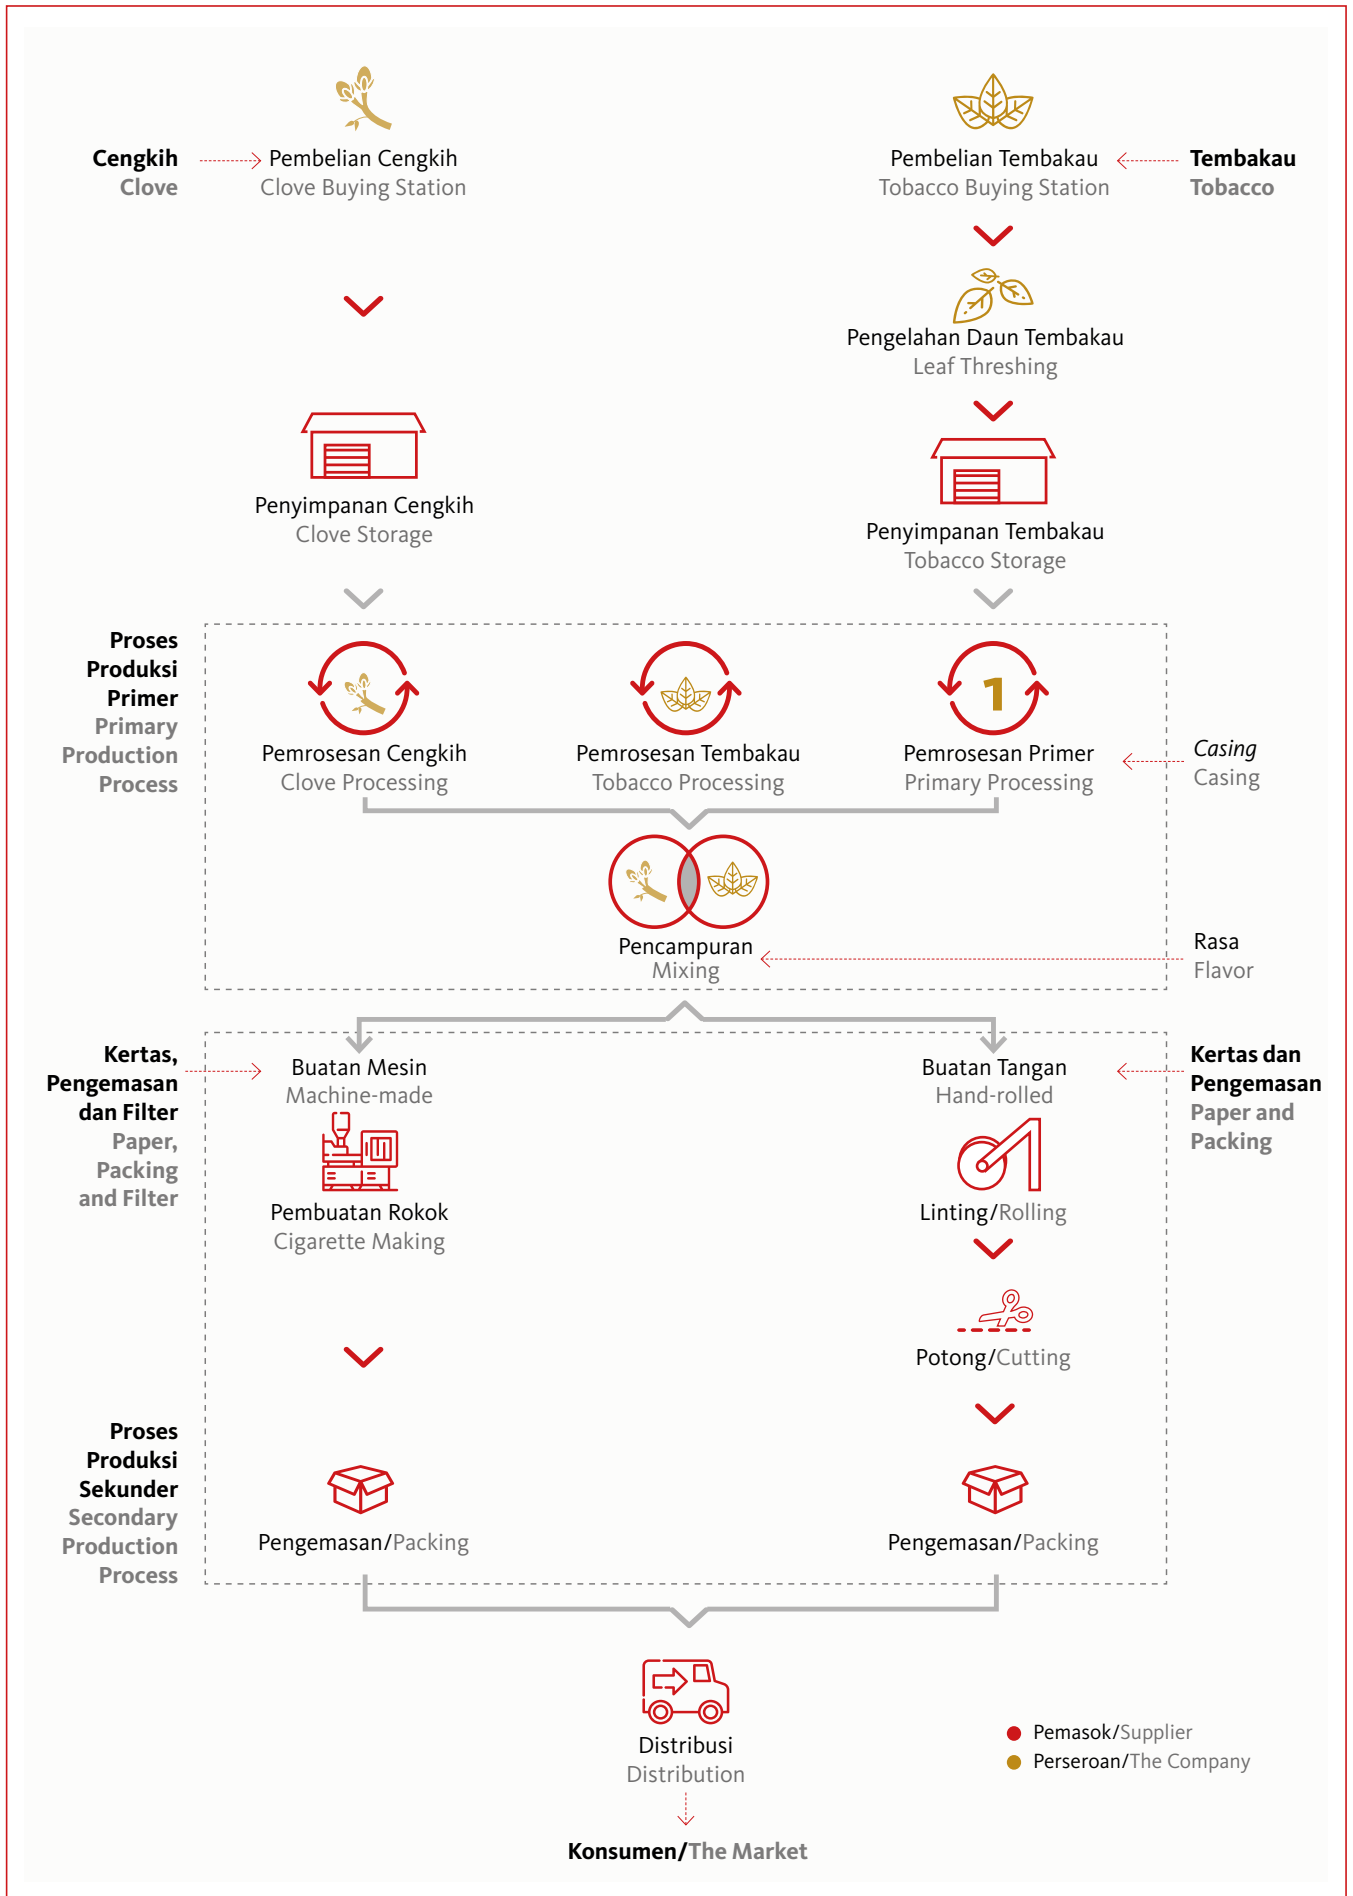 Cengkih
Clove
Pembelian Cengkih
Clove Buying Station
Pembelian Tembakau
Tobacco Buying Station
Tembakau
Tobacco
Pengelahan Daun Tembakau
Leaf Threshing
Penyimpanan Cengkih
Clove Storage
Penyimpanan Tembakau
Tobacco Storage
Proses
Produksi
Primer
Primary
Production
Process
1
Pemrosesan Cengkih
Clove Processing
Pemrosesan Tembakau
Tobacco Processing
Pemrosesan Primer
Primary Processing
Casing
Casing
Pencampuran
Mixing
Rasa
Flavor
Kertas,
Pengemasan
dan Filter
Paper,
Packing
and Filter
Buatan Mesin
Machine-made
Buatan Tangan
Hand-rolled
Kertas dan
Pengemasan
Paper and
Packing
Pembuatan Rokok
Cigarette Making
Linting/Rolling
Potong/Cutting
Proses
Produksi
Sekunder
Secondary
Production
Process
Pengemasan/Packing
Pengemasan/Packing
Distribusi
Distribution
Pemasok/Supplier
Perseroan/The Company
Konsumen/The Market